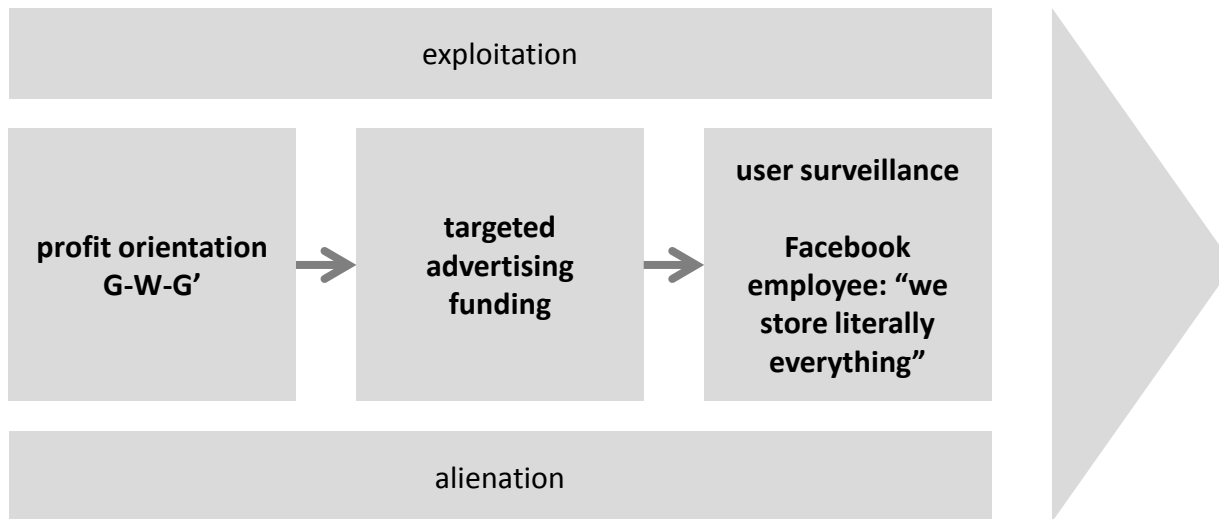 exploitation
profit orientation
G-W-G’
targeted
advertising
funding
user surveillance
Facebook
employee: “we
store literally
everything”
alienation